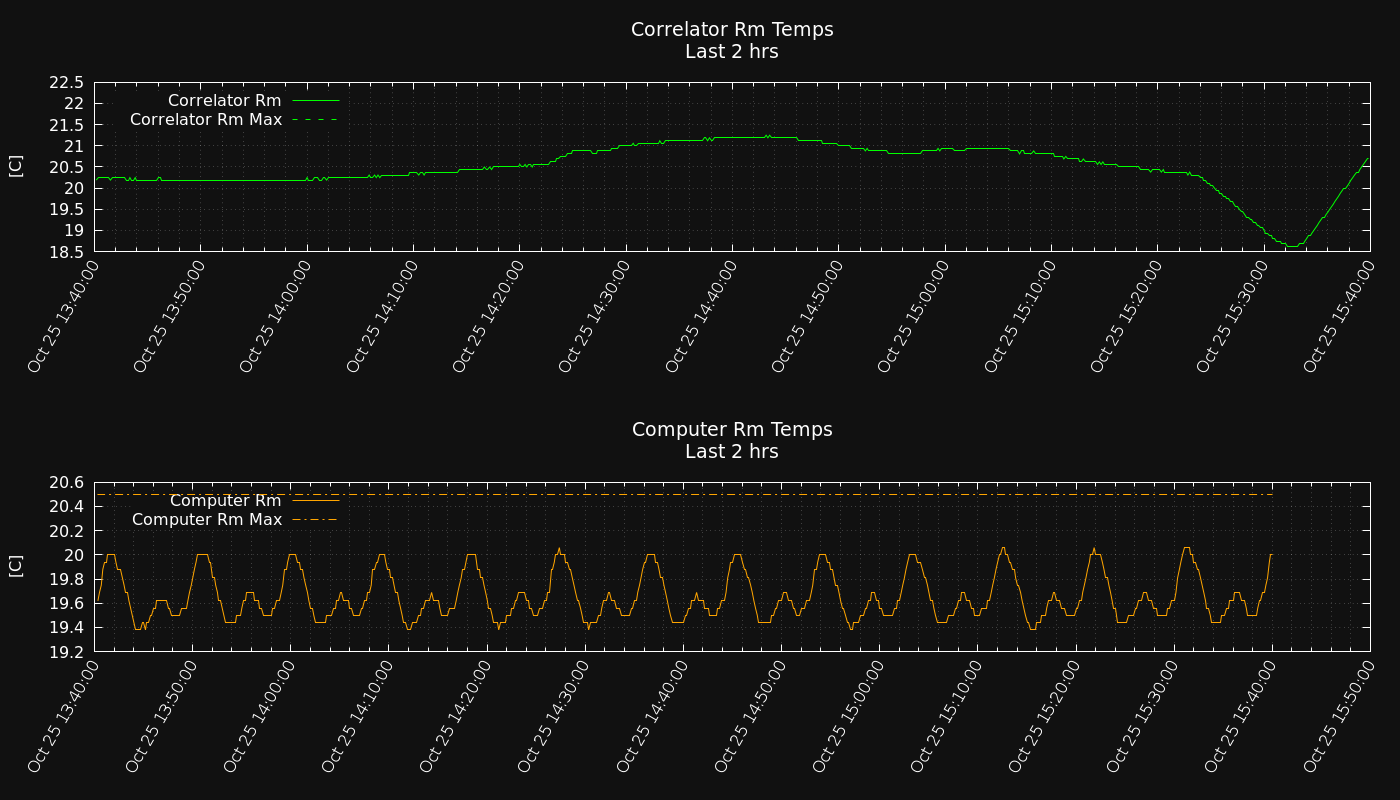 Correlator Rm Temps
Last 2 hrs
22.5
22
21.5
21
20.5
20
19.5
19
18.5
[C]
Correlator Rm
Correlator Rm Max
Oct 25 13:40:00
Oct 25 13:50:00
Oct 25 14:00:00
Oct 25 14:10:00
Oct 25 14:20:00
Oct 25 14:30:00
Oct 25 14:40:00
Oct 25 14:50:00
Oct 25 15:00:00
Oct 25 15:10:00
Oct 25 15:20:00
Oct 25 15:30:00
Oct 25 15:40:00
Computer Rm Temps
Last 2 hrs
20.6
20.4
20.2
20
19.8
19.6
19.4
19.2
[C]
Computer Rm
Computer Rm Max
Oct 25 13:40:00
Oct 25 13:50:00
Oct 25 14:00:00
Oct 25 14:10:00
Oct 25 14:20:00
Oct 25 14:30:00
Oct 25 14:40:00
Oct 25 14:50:00
Oct 25 15:00:00
Oct 25 15:10:00
Oct 25 15:20:00
Oct 25 15:30:00
Oct 25 15:40:00
Oct 25 15:50:00